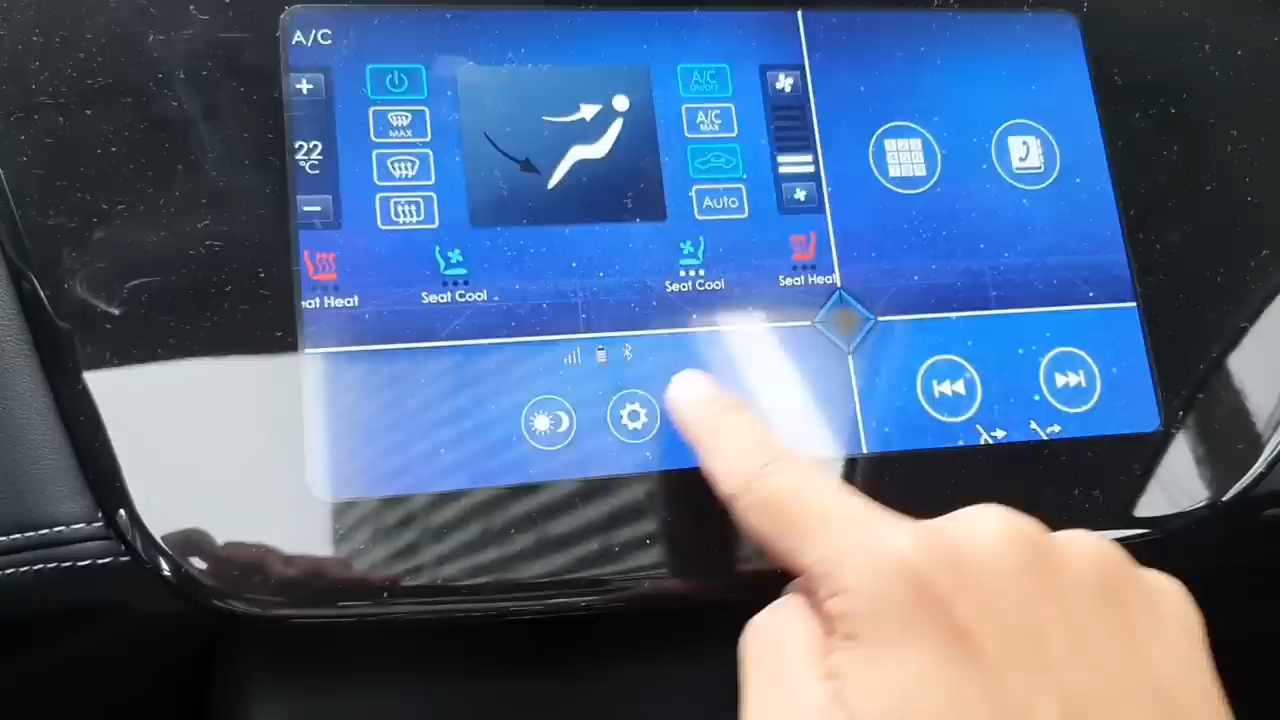 A/C
22
°C
MAX
A/C
ON/OFF
A/C
MAX
Auto
eat Heat
Seat Cool
Seat Cool
Seat Heat